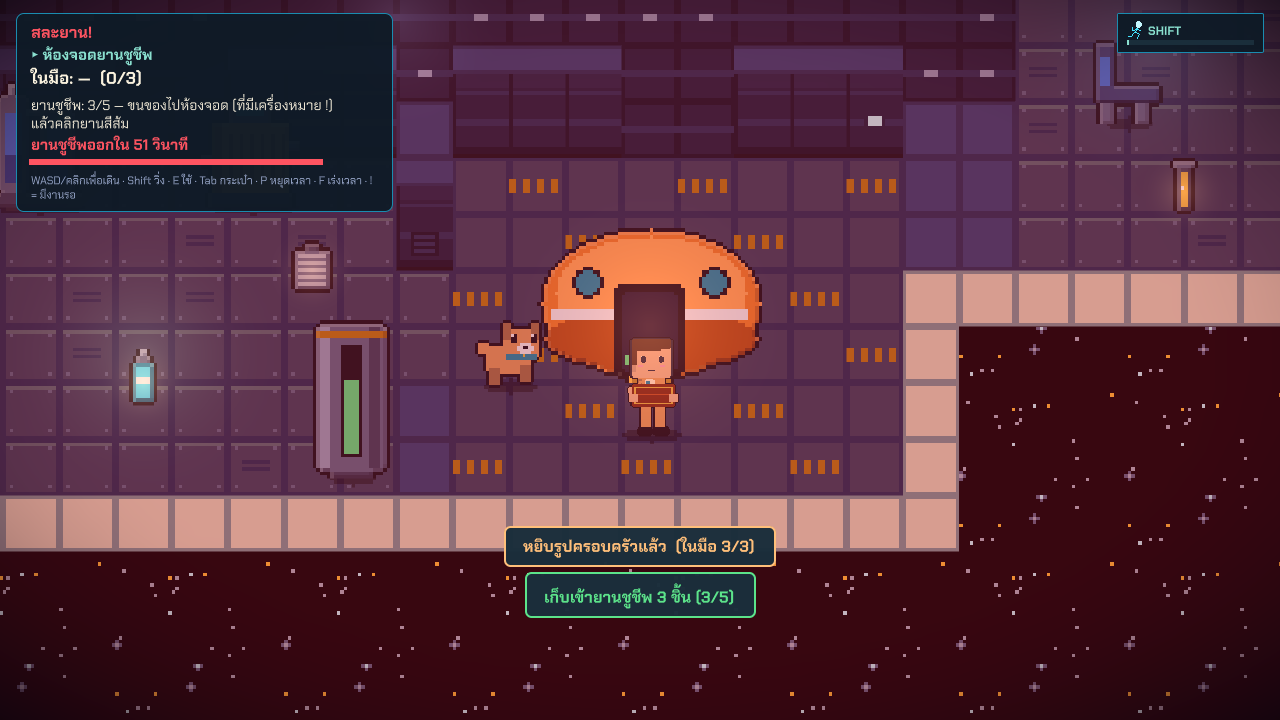 สละยาน!
▸ ห้องจอดยานชูชีพ
ในมือ: — (0/3)
ยานชูชีพ: 3/5 — ขนของไปห้องจอด (ที่มีเครื่องหมาย !)
แล้วคลิกยานสีส้ม
ยานชูชีพออกใน 51 วินาที
WASD/คลิกเพื่อเดิน · Shift วิ่ง · E ใช้ · Tab กระเป๋า · P หยุดเวลา · F เร่งเวลา · !
= มีงานรอ
SHIFT
หยิบรูปครอบครัวแล้ว (ในมือ 3/3)
เก็บเข้ายานชูชีพ 3 ชิ้น (3/5)